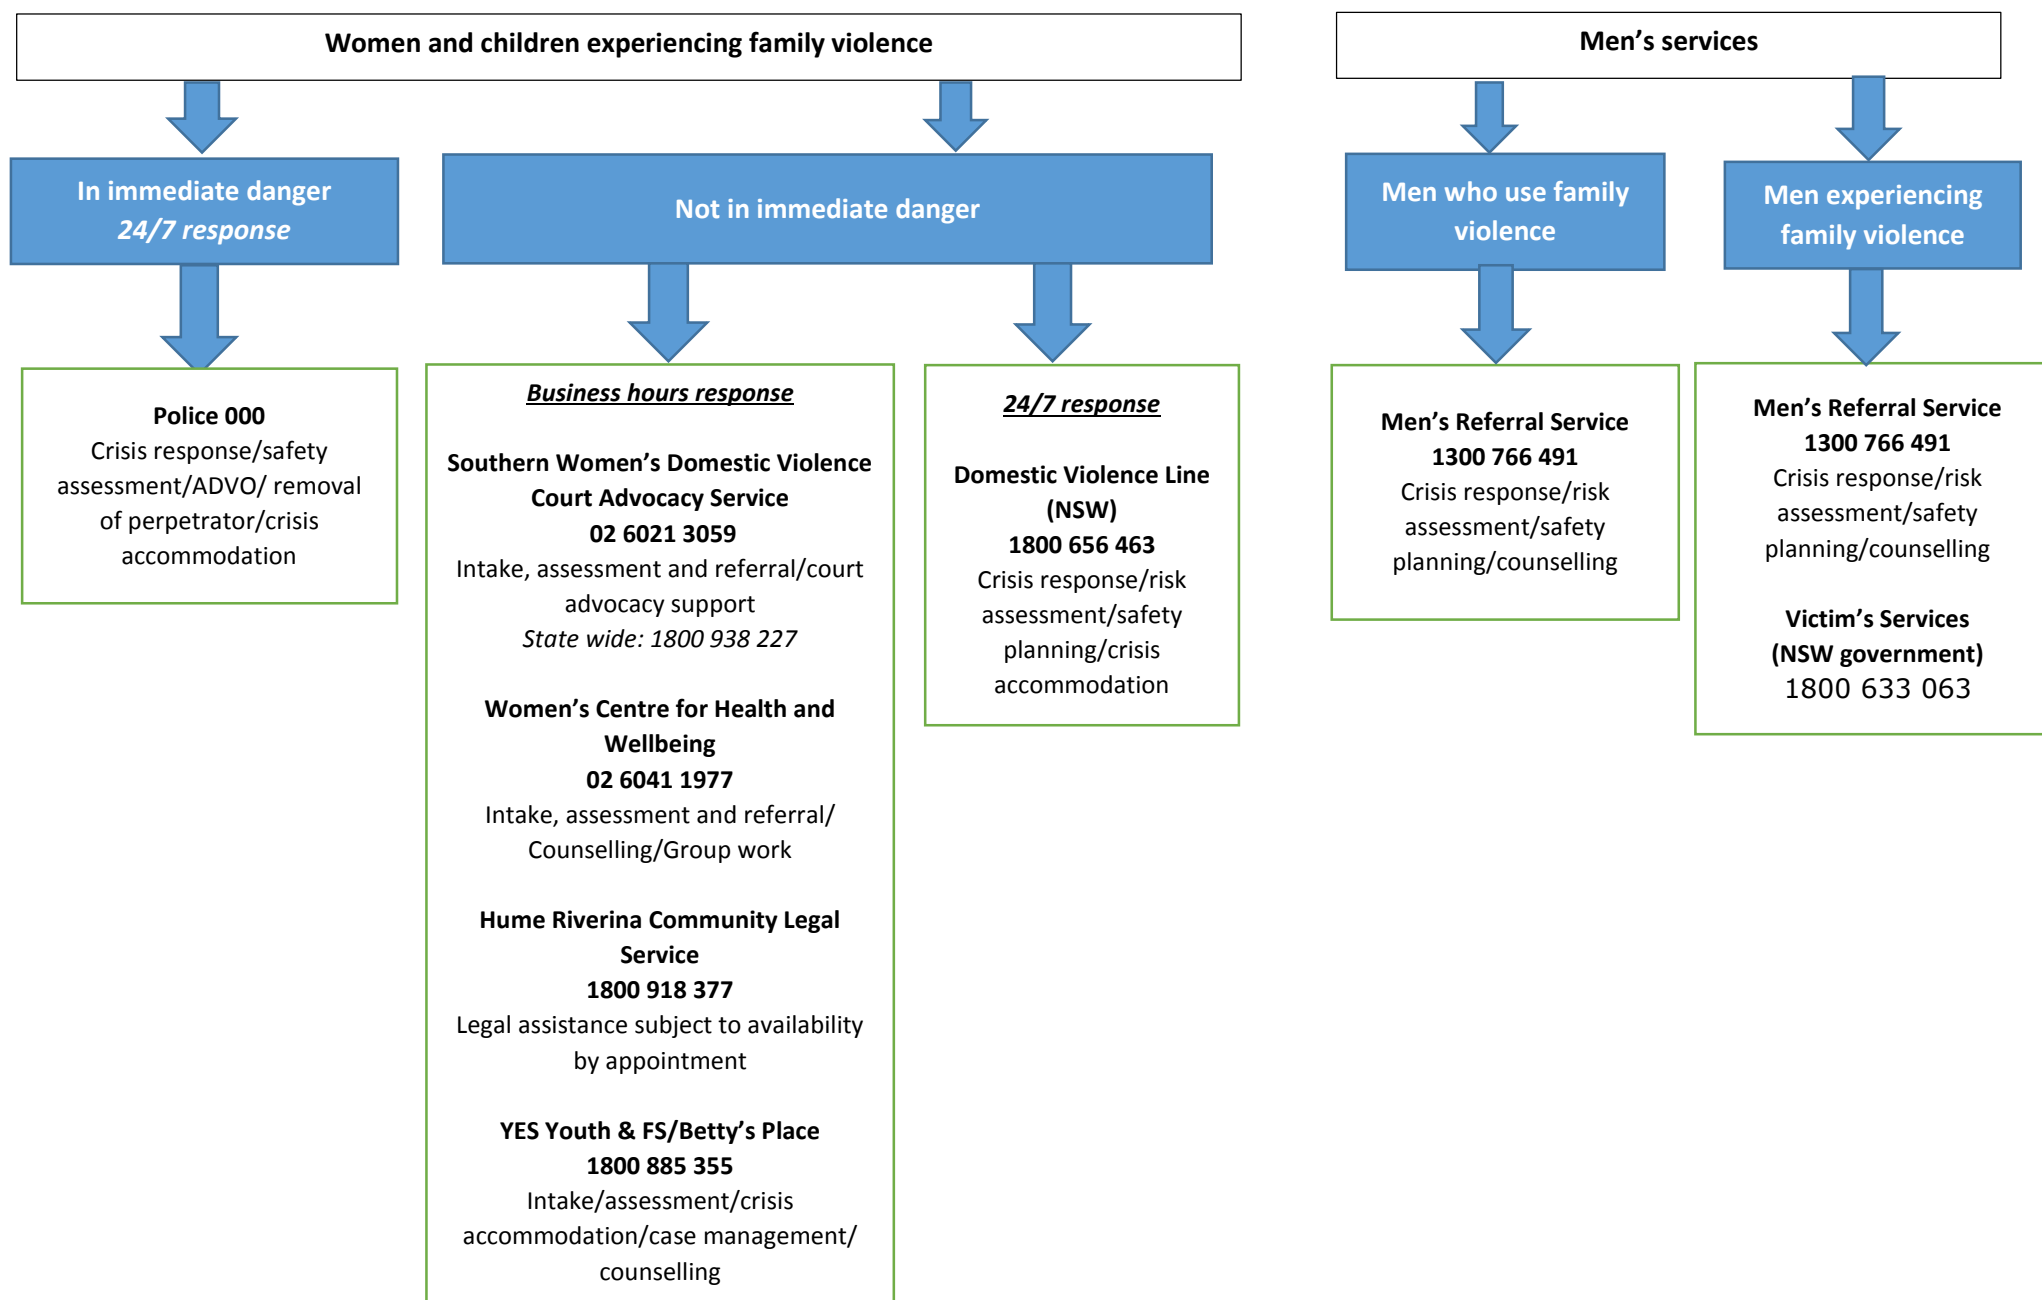 Women and children experiencing family violence
Men’s services
In immediate danger
24/7 response
Not in immediate danger
Men who use family
violence
Men experiencing
family violence
Police 000
Crisis response/safety
assessment/ADVO/ removal
of perpetrator/crisis
accommodation
Business hours response
Southern Women’s Domestic Violence
Court Advocacy Service
02 6021 3059
Intake, assessment and referral/court
advocacy support
State wide: 1800 938 227
Women’s Centre for Health and
Wellbeing
02 6041 1977
Intake, assessment and referral/
Counselling/Group work
Hume Riverina Community Legal
Service
1800 918 377
Legal assistance subject to availability
by appointment
YES Youth & FS/Betty’s Place
1800 885 355
Intake/assessment/crisis
accommodation/case management/
counselling
24/7 response
Domestic Violence Line
(NSW)
1800 656 463
Crisis response/risk
assessment/safety
planning/crisis
accommodation
Men’s Referral Service
1300 766 491
Crisis response/risk
assessment/safety
planning/counselling
Men’s Referral Service
1300 766 491
Crisis response/risk
assessment/safety
planning/counselling
Victim’s Services
(NSW government)
1800 633 063